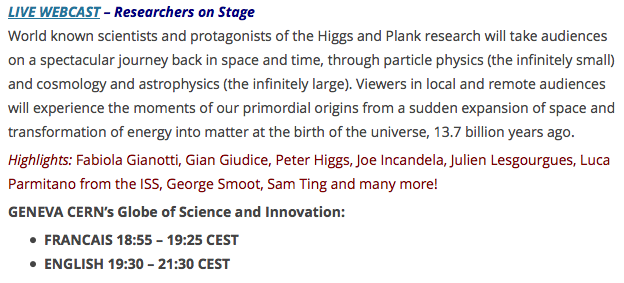 LIVE WEBCAST – Researchers on Stage
World known scientists and protagonists of the Higgs and Plank research will take audiences
on a spectacular journey back in space and time, through particle physics (the infinitely small)
and cosmology and astrophysics (the infinitely large). Viewers in local and remote audiences
will experience the moments of our primordial origins from a sudden expansion of space and
transformation of energy into matter at the birth of the universe, 13.7 billion years ago.
Highlights: Fabiola Gianotti, Gian Giudice, Peter Higgs, Joe Incandela, Julien Lesgourgues, Luca
Parmitano from the ISS, George Smoot, Sam Ting and many more!
GENEVA CERN’s Globe of Science and Innovation:
• FRANCAIS 18:55 – 19:25 CEST
• ENGLISH 19:30 – 21:30 CEST